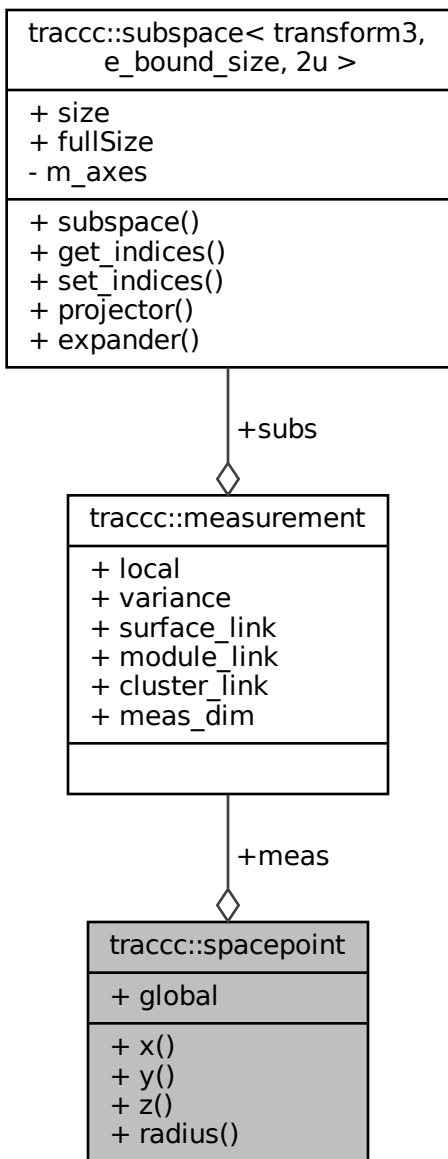 traccc::subspace< transform3,
e_bound_size, 2u >
+ size
+ fullSize
- m_axes
+ subspace()
+ get_indices()
+ set_indices()
+ projector()
+ expander()
+subs
traccc::measurement
+ local
+ variance
+ surface_link
+ module_link
+ cluster_link
+ meas_dim
+meas
traccc::spacepoint
+ global
+ x()
+ y()
+ z()
+ radius()